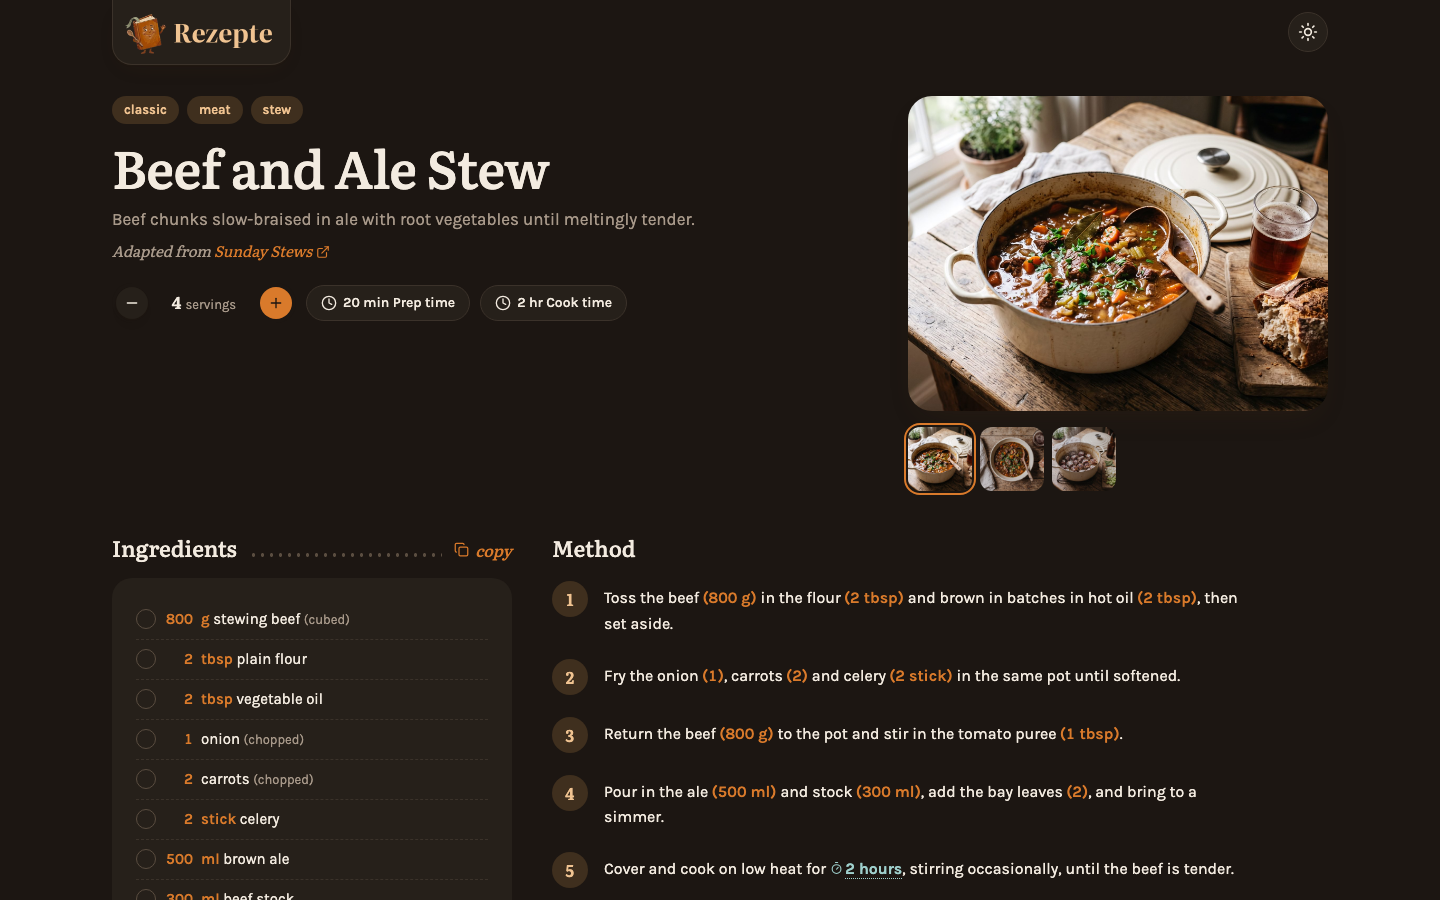 Rezepte
classic meat stew
Beef and Ale Stew
Beef chunks slow-braised in ale with root vegetables until meltingly tender.
Adapted from Sunday Stews
4 servings
20 min Prep time
2 hr Cook time
Ingredients
copy
800 g stewing beef (cubed)
2 tbsp plain flour
2 tbsp vegetable oil
1 onion (chopped)
2 carrots (chopped)
2 stick celery
500 ml brown ale
300 ml beef stock
Method
1 Toss the beef (800 g) in the flour (2 tbsp) and brown in batches in hot oil (2 tbsp), then
set aside.
2 Fry the onion (1), carrots (2) and celery (2 stick) in the same pot until softened.
3 Return the beef (800 g) to the pot and stir in the tomato puree (1 tbsp).
4 Pour in the ale (500 ml) and stock (300 ml), add the bay leaves (2), and bring to a
simmer.
5 Cover and cook on low heat for 2 hours, stirring occasionally, until the beef is tender.